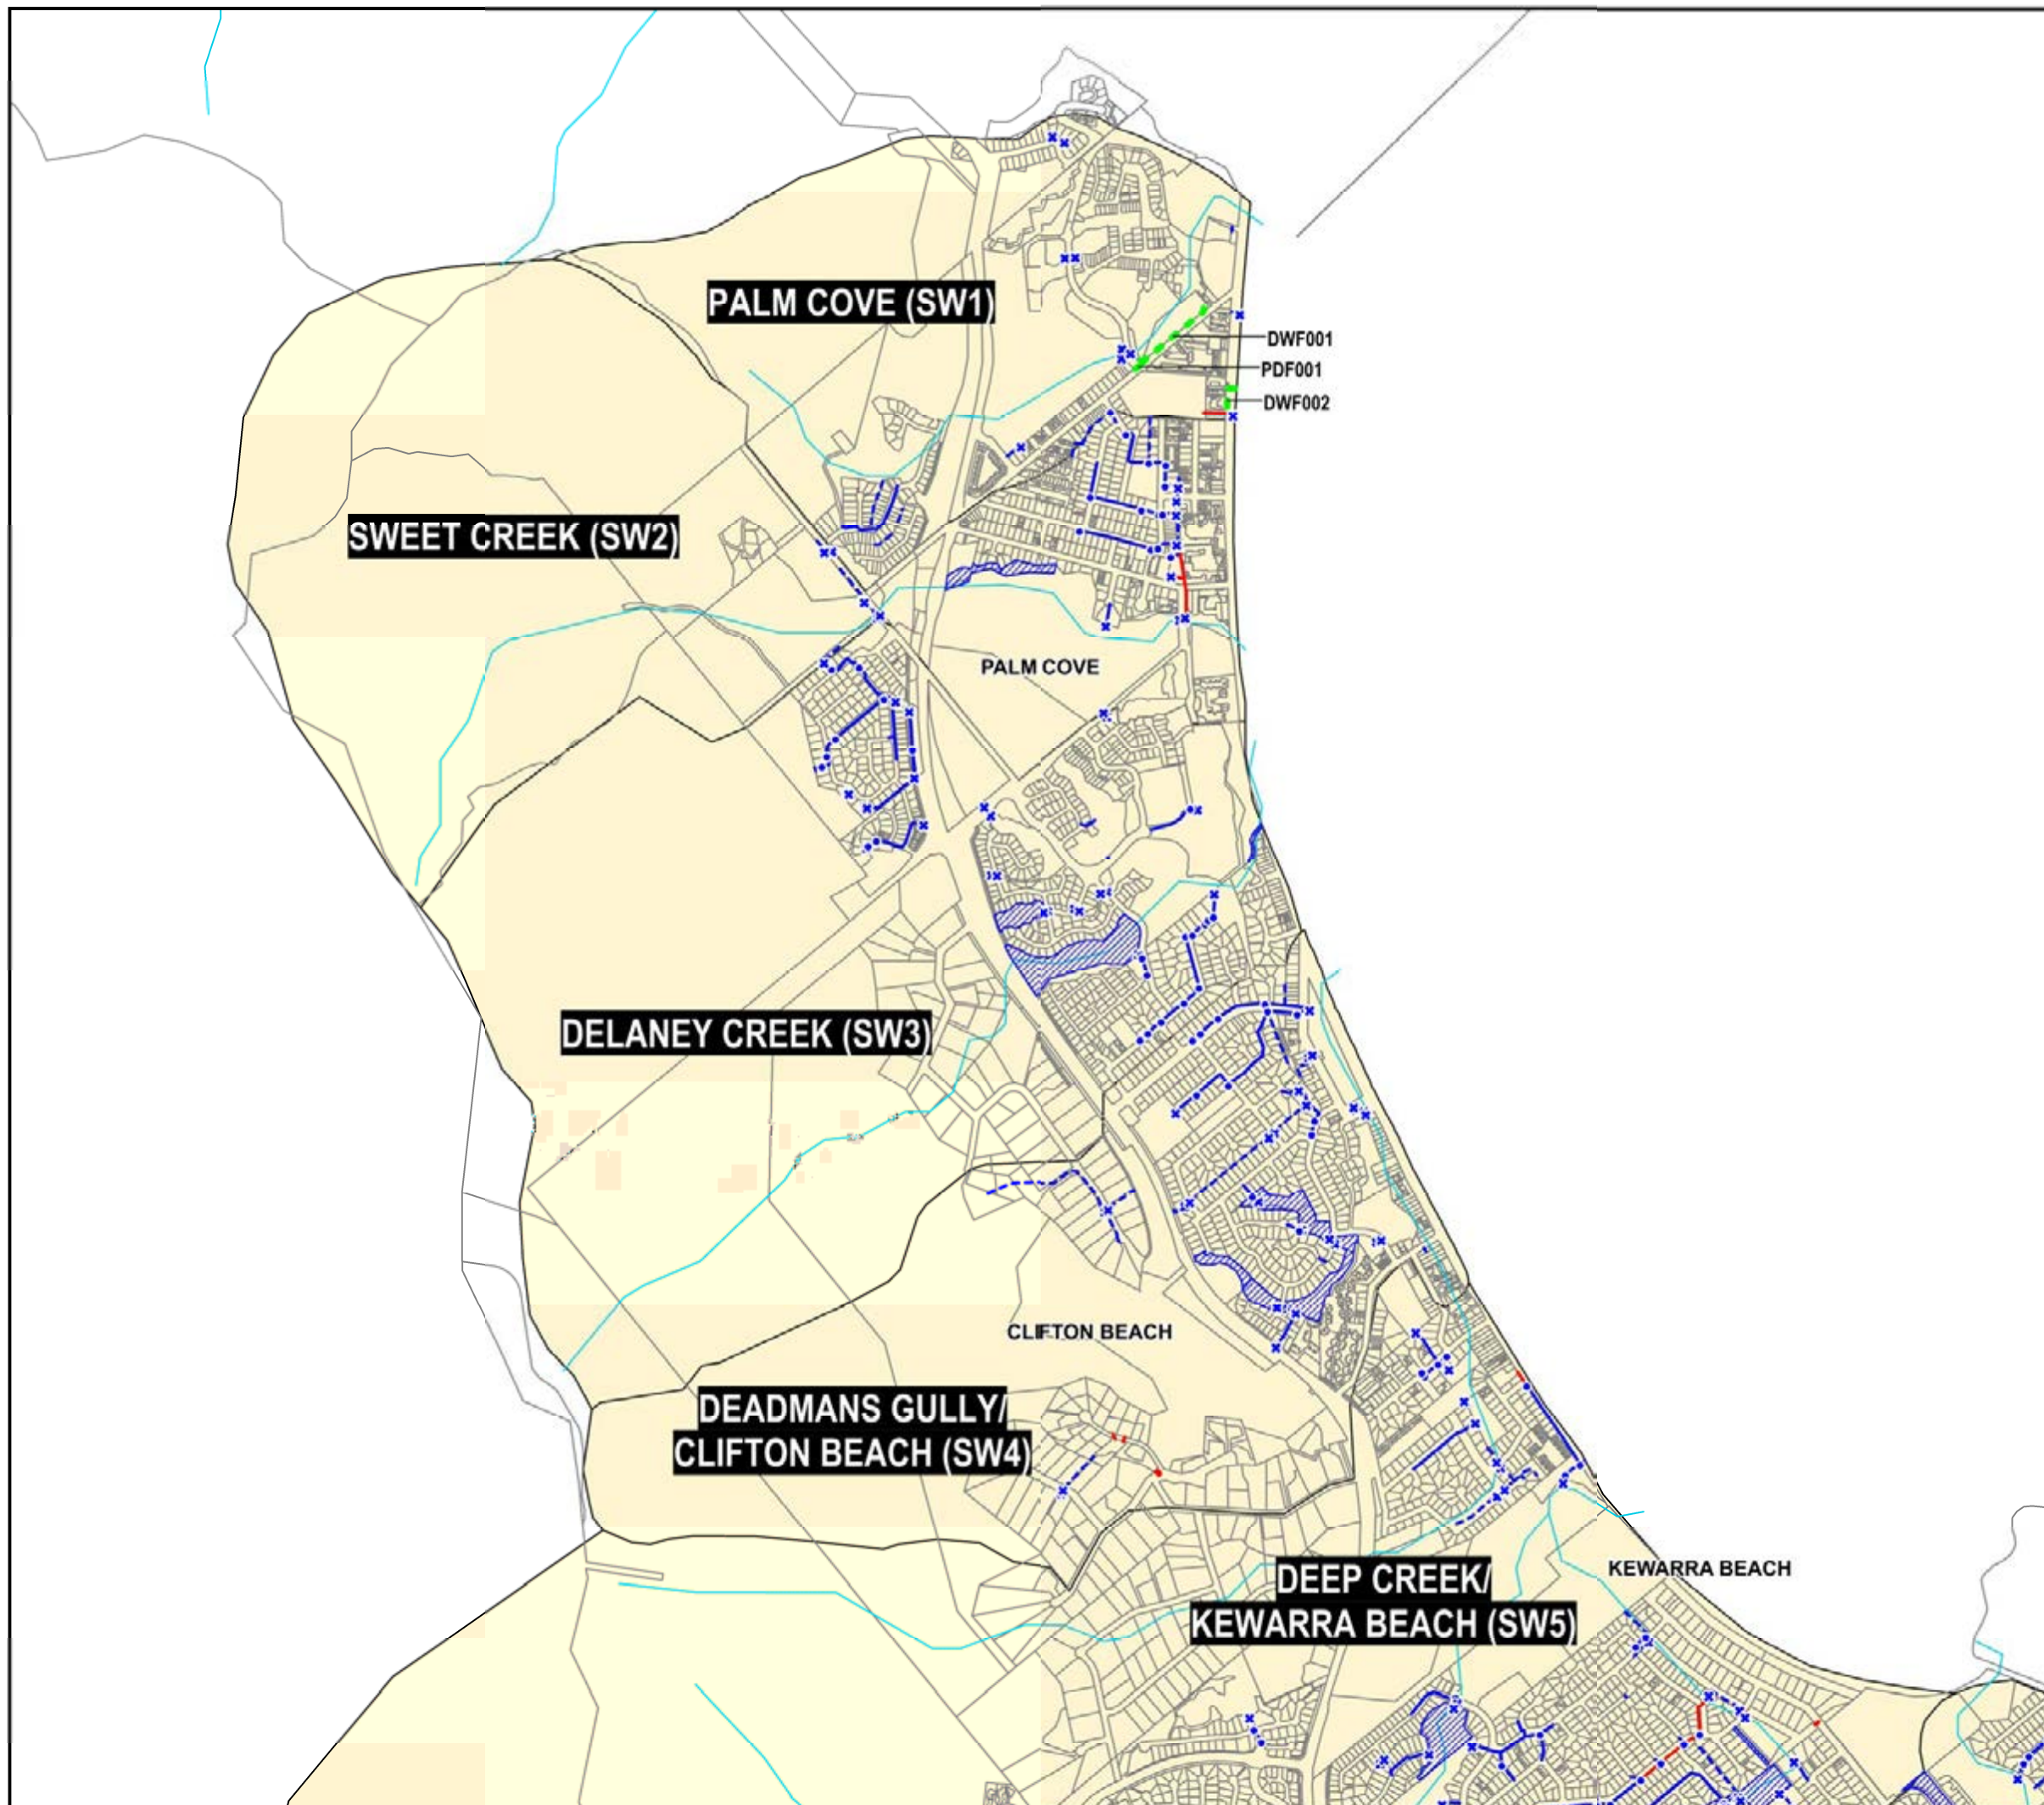 PALM COVE (SW1)
DWF001
PDF001
DWF002
SWEET CREEK (SW2)
PALM COVE
DELANEY CREEK (SW3)
CLIFTON BEACH
DEADMANS GULLY/
CLIFTON BEACH (SW4)
DEEP CREEK/
KEWARRA BEACH (SW5)
KEWARRA BEACH